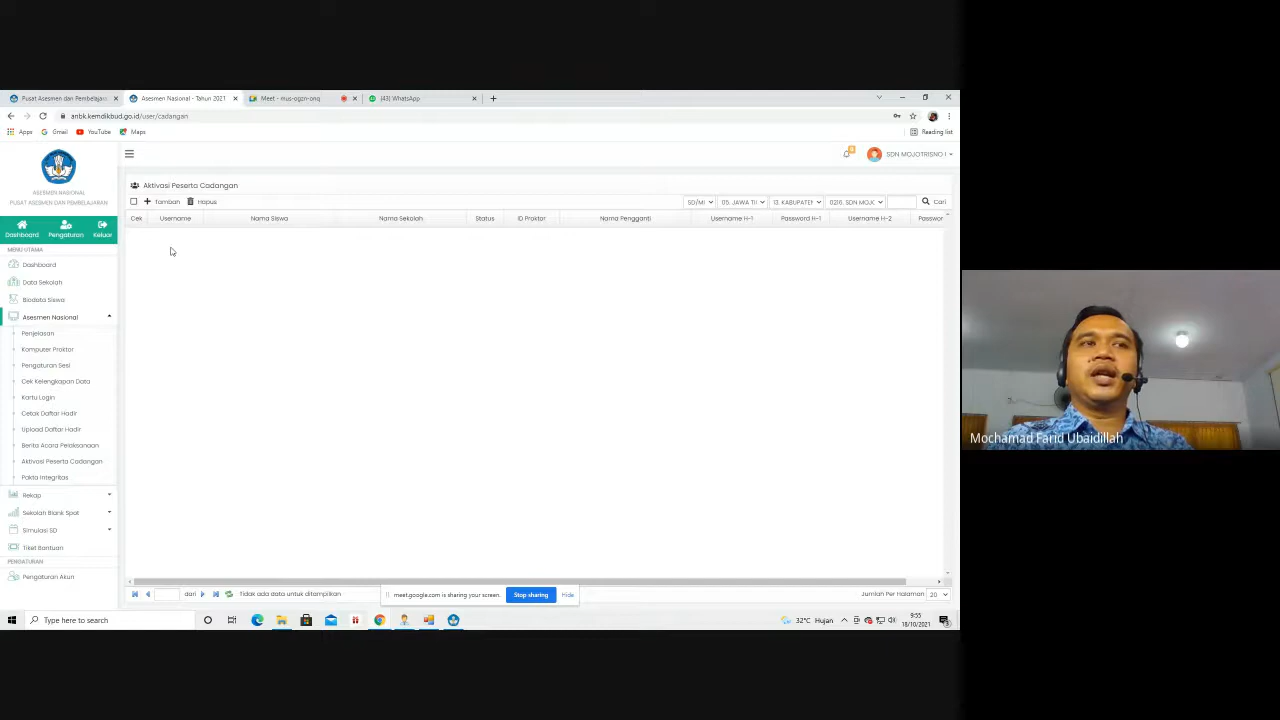 Pusat Asesmen dan Pembelaja
Asesmen Nasional - Tahun 2021
Meet - mus-ogzn-onq
(43) WhatsApp
anbk.kemdikbud.go.id/user/cadangan
Apps
Gmail
YouTube
Maps
Reading list
ASESMEN NASIONAL
PUSAT ASESMEN DAN PEMBELAJARAN
SDN MOJOTRISNO I
Dashboard
Pengaturan
Keluar
MENU UTAMA
Dashboard
Data Sekolah
Biodata Siswa
Asesmen Nasional
Penjelasan
Komputer Proktor
Pengaturan Sesi
Cek Kelengkapan Data
Kartu Login
Cetak Daftar Hadir
Upload Daftar Hadir
Berita Acara Pelaksanaan
Aktivasi Peserta Cadangan
Pakta Integritas
Rekap
Sekolah Blank Spot
Simulasi SD
Tiket Bantuan
PENGATURAN
Pengaturan Akun
Aktivasi Peserta Cadangan
Tambah
Hapus
SD/MI
05. JAWA TI
13. KABUPATEN
0216. SDN MOJO
Cari
Cek
Username
Nama Siswa
Nama Sekolah
Status
ID Proktor
Nama Pengganti
Username H-1
Password H-1
Username H-2
Passwor
dari
Tidak ada data untuk ditampilkan
Jumlah Per Halaman
20
meet.google.com is sharing your screen.
Stop sharing
Hide
Type here to search
32°C Hujan
9:55
18/10/2021
Mochamad Farid Ubaidillah